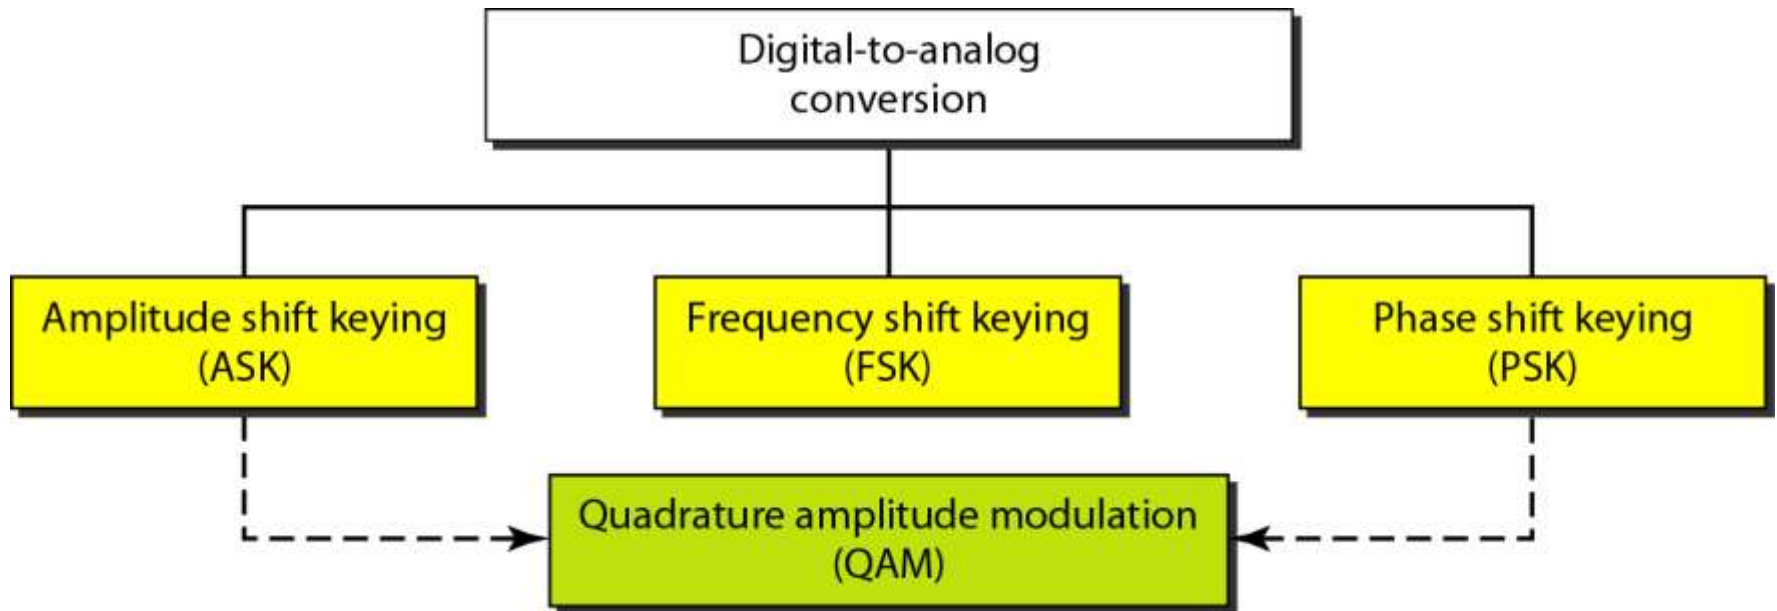 Digital-to-analog
conversion
Amplitude shift keying
(ASK)
Frequency shift keying
(FSK)
Phase shift keying
(PSK)
Quadrature amplitude modulation
(QAM)